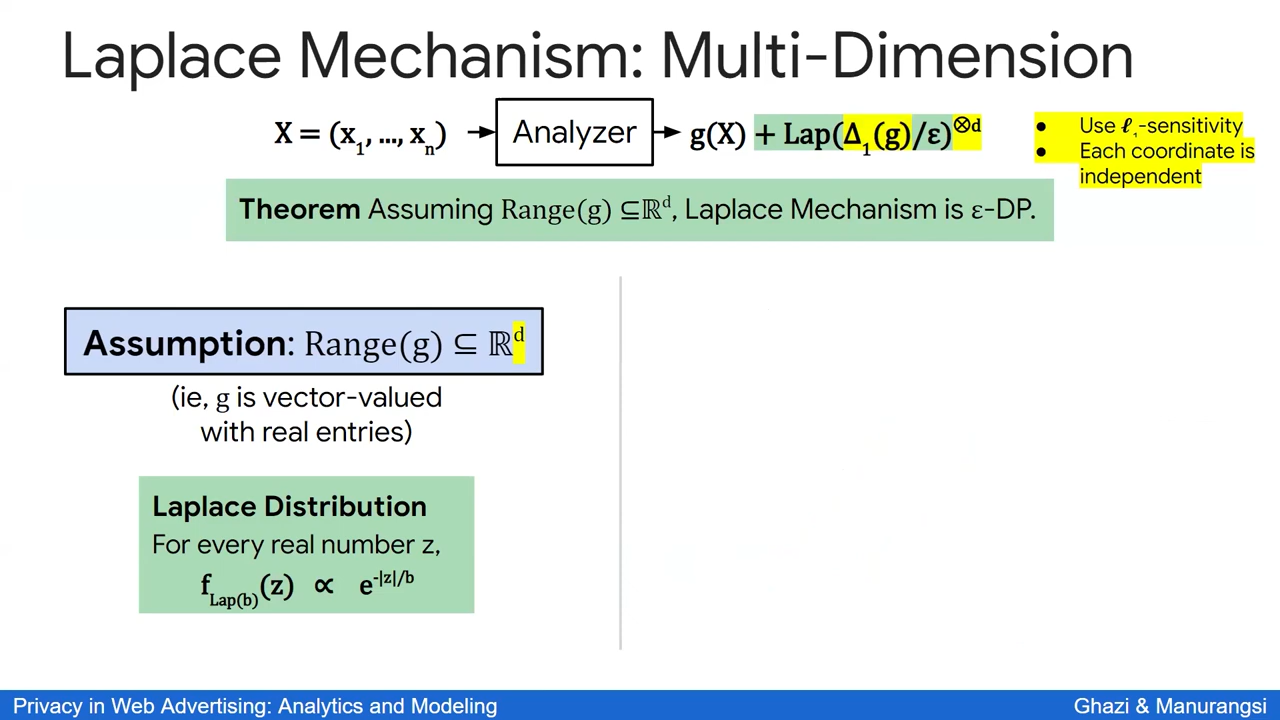 Laplace Mechanism: Multi-Dimension
X = (x₁, ..., xₙ) → Analyzer → g(X) + Lap(Δ₁(g)/ε)^⊗d
● Use ℓ₁-sensitivity
● Each coordinate is
independent
Theorem Assuming Range(g) ⊆ℝᵈ, Laplace Mechanism is ε-DP.
Assumption: Range(g) ⊆ ℝᵈ
(ie, g is vector-valued
with real entries)
Laplace Distribution
For every real number z,
f_Lap(b)(z) ∝ e^-|z|/b
Privacy in Web Advertising: Analytics and Modeling
Ghazi & Manurangsi